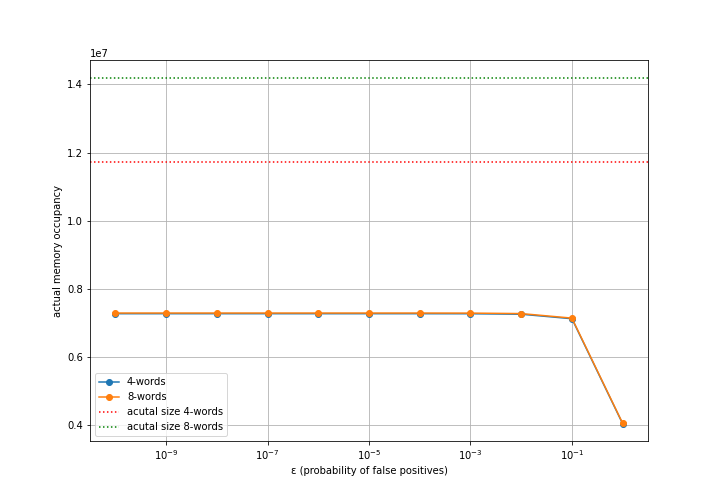 1e7
1.4
1.2
1.0
0.8
0.6
0.4
actual memory occupancy
4-words
8-words
acutal size 4-words
acutal size 8-words
10⁻⁹ 10⁻⁷ 10⁻⁵ 10⁻³ 10⁻¹
ε (probability of false positives)